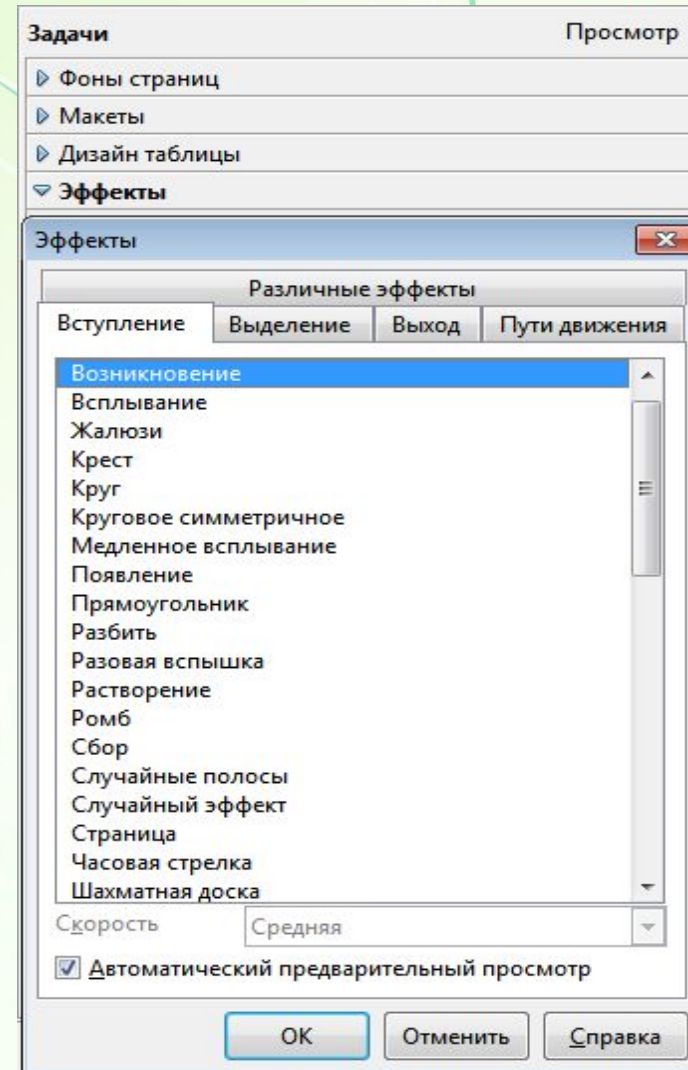 Задачи Просмотр
Фоны страниц
Макеты
Дизайн таблицы
Эффекты
Эффекты
Различные эффекты
Вступление Выделение Выход Пути движения
Возникновение
Всплывание
Жалюзи
Крест
Круг
Круговое симметричное
Медленное всплывание
Появление
Прямоугольник
Разбить
Разовая вспышка
Растворение
Ромб
Сбор
Случайные полосы
Случайный эффект
Страница
Часовая стрелка
Шахматная доска
Скорость Средняя
Автоматический предварительный просмотр
ОК Отменить Справка